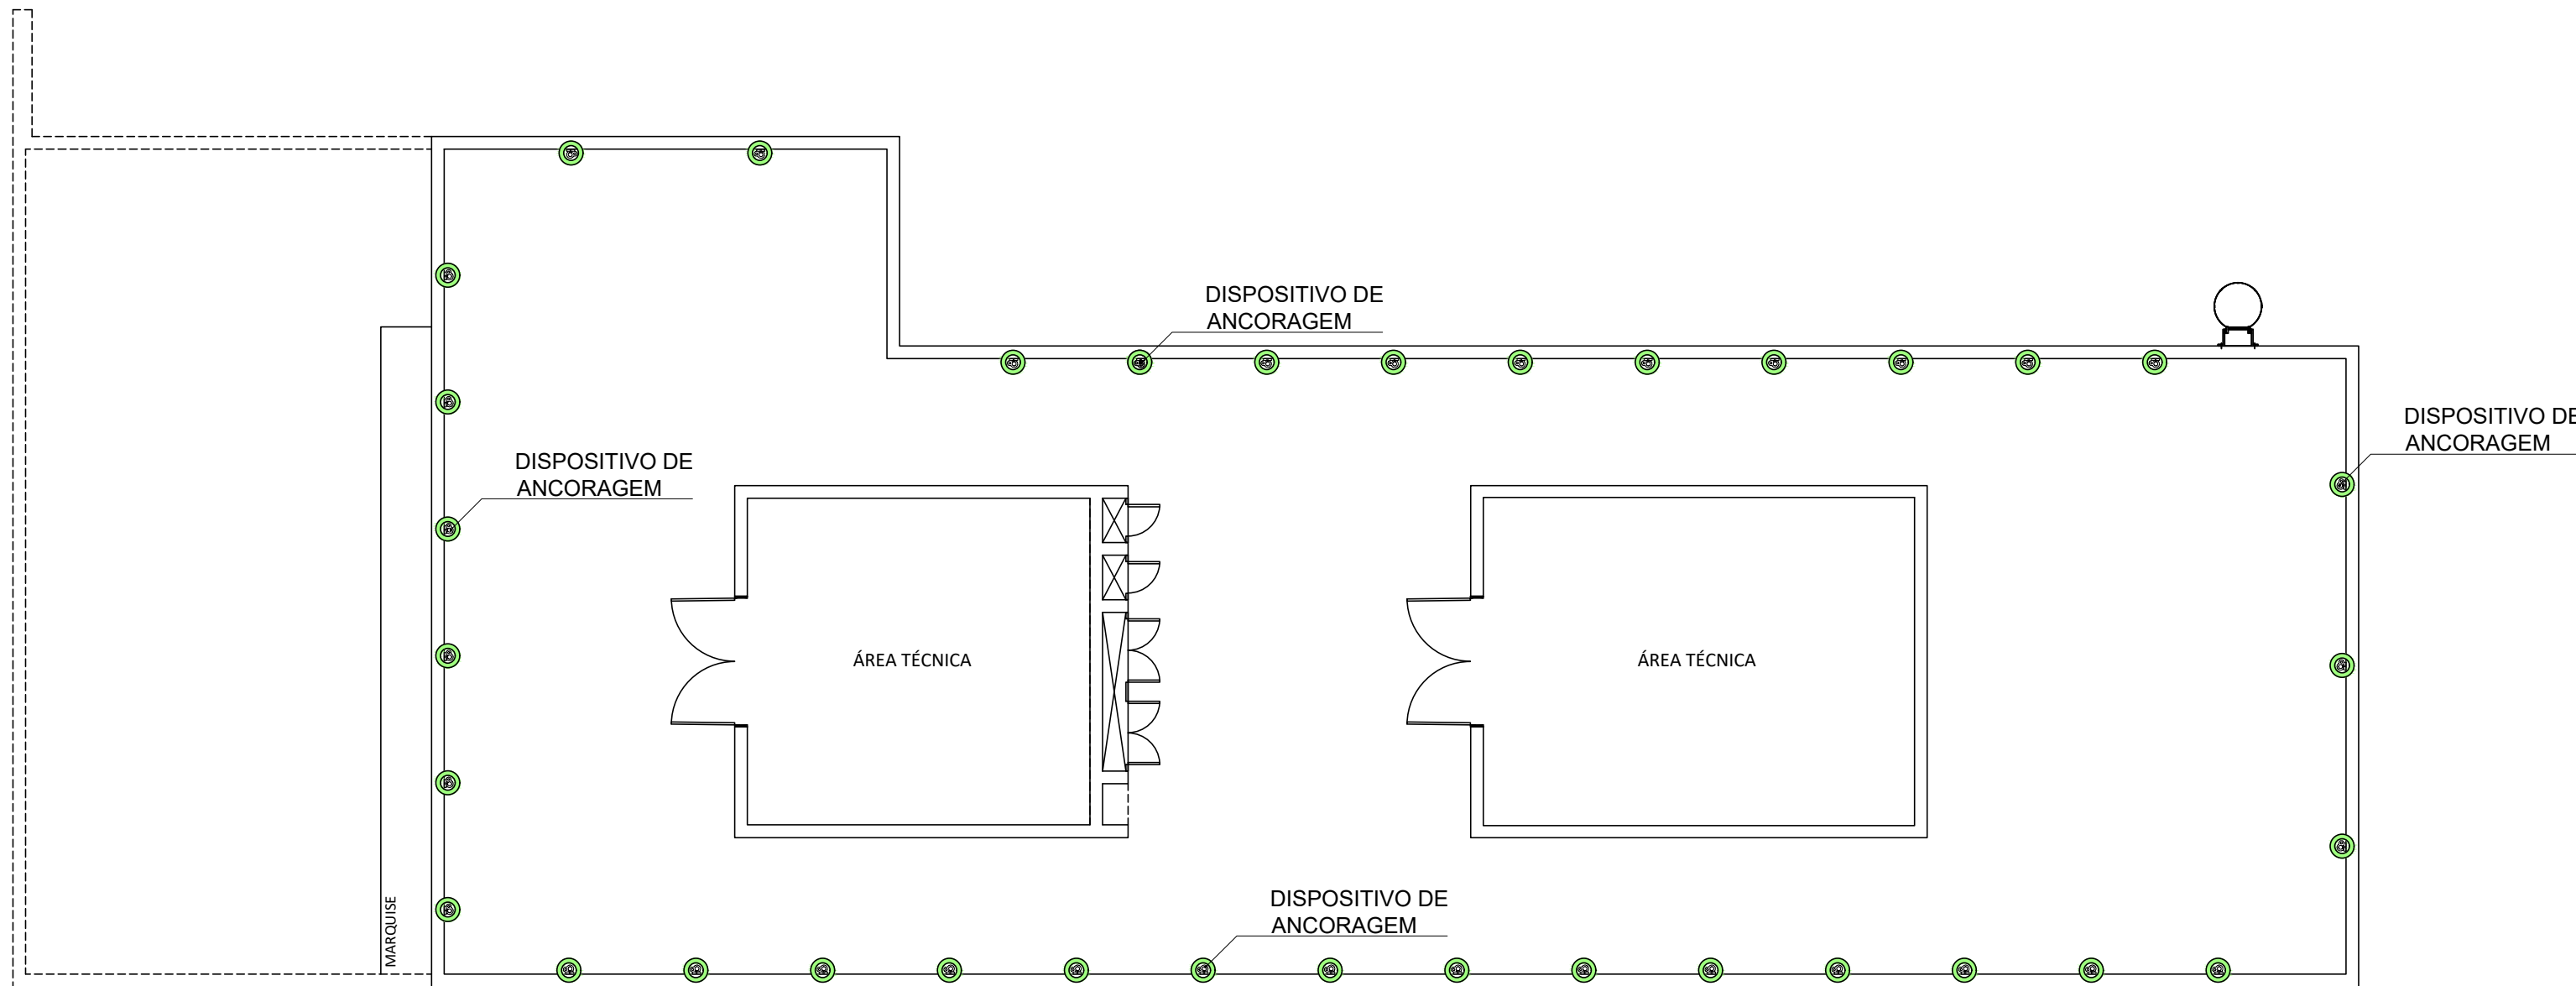 DISPOSITIVO DE
ANCORAGEM
DISPOSITIVO DE
ANCORAGEM
DISPOSITIVO DE
ANCORAGEM
ÁREA TÉCNICA
ÁREA TÉCNICA
MARQUISE
DISPOSITIVO DE
ANCORAGEM